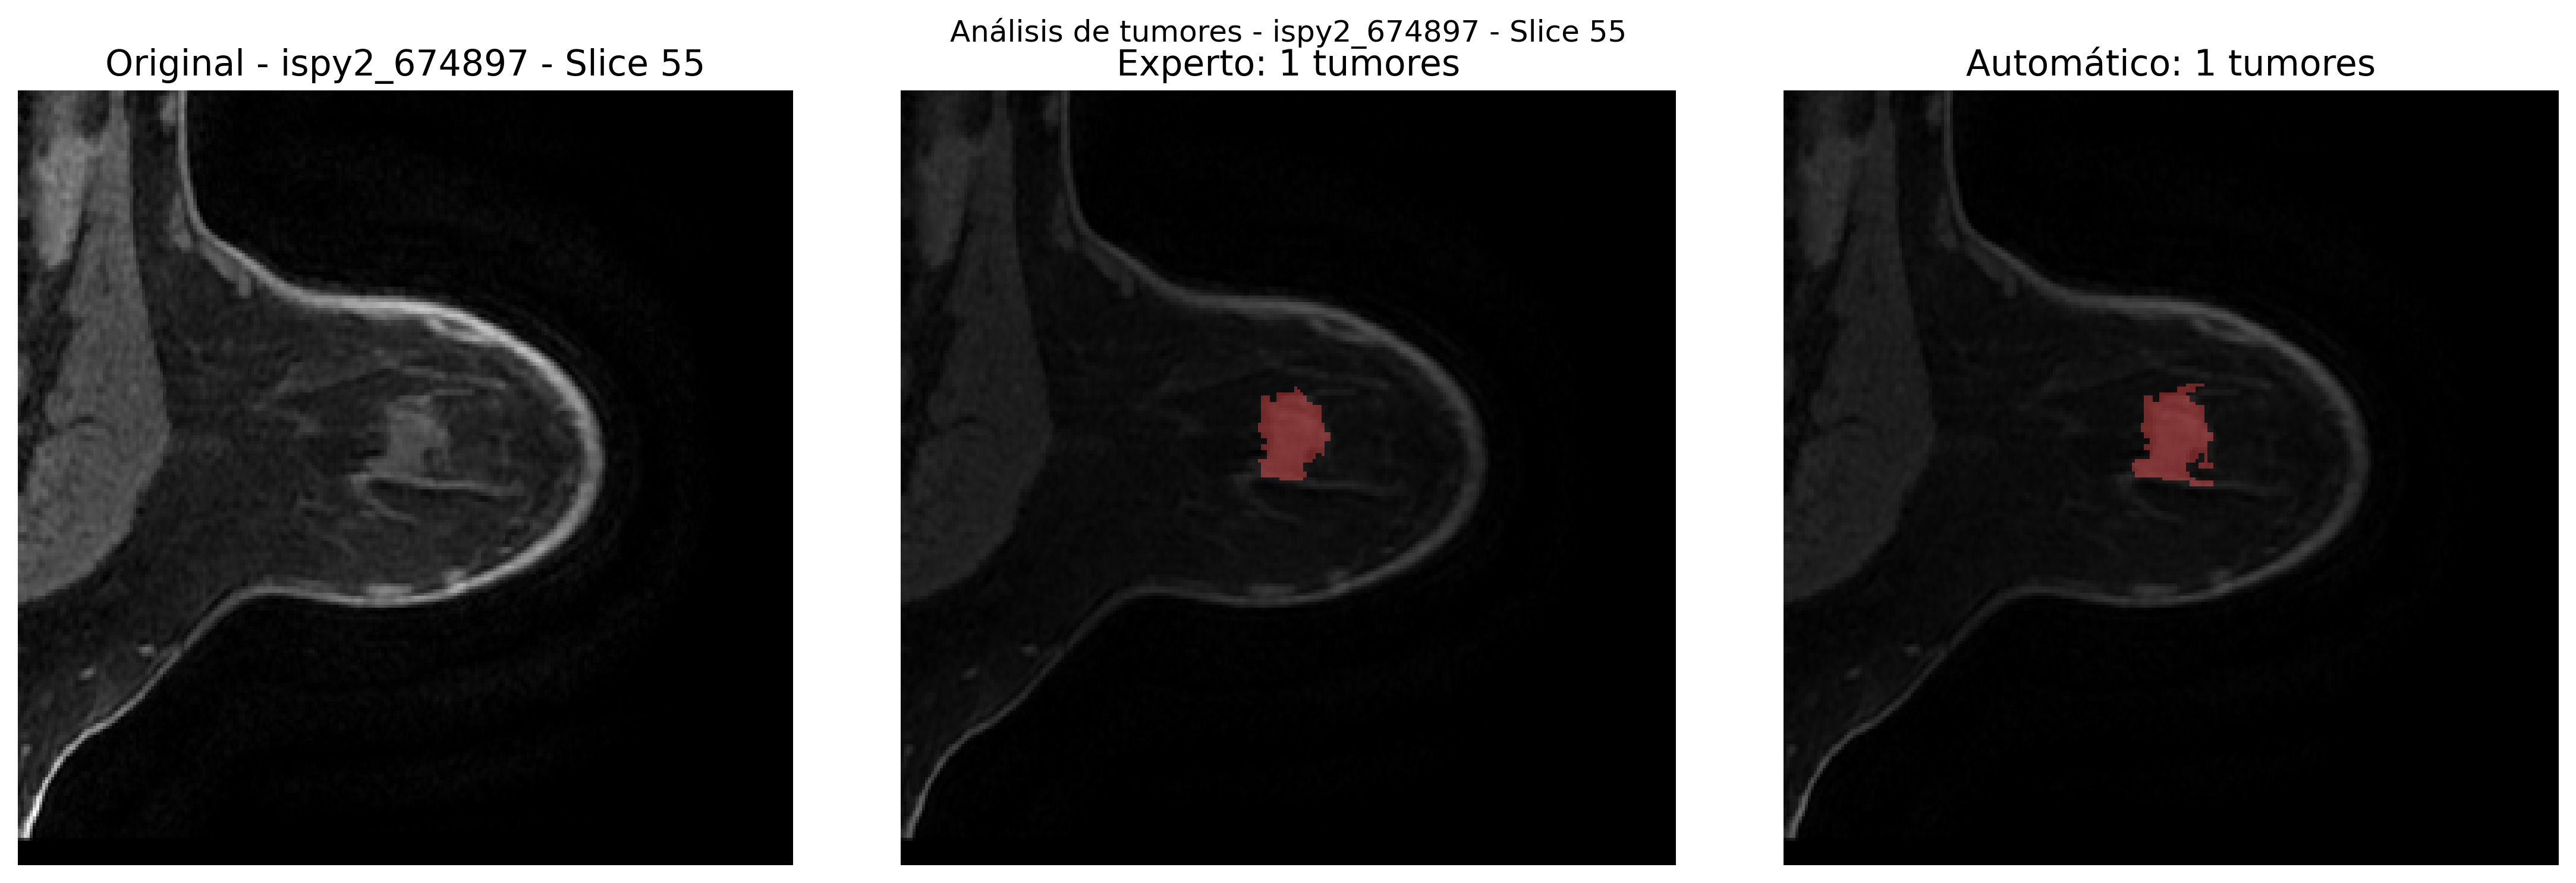 Análisis de tumores - ispy2_674897 - Slice 55
Original - ispy2_674897 - Slice 55
Experto: 1 tumores
Automático: 1 tumores